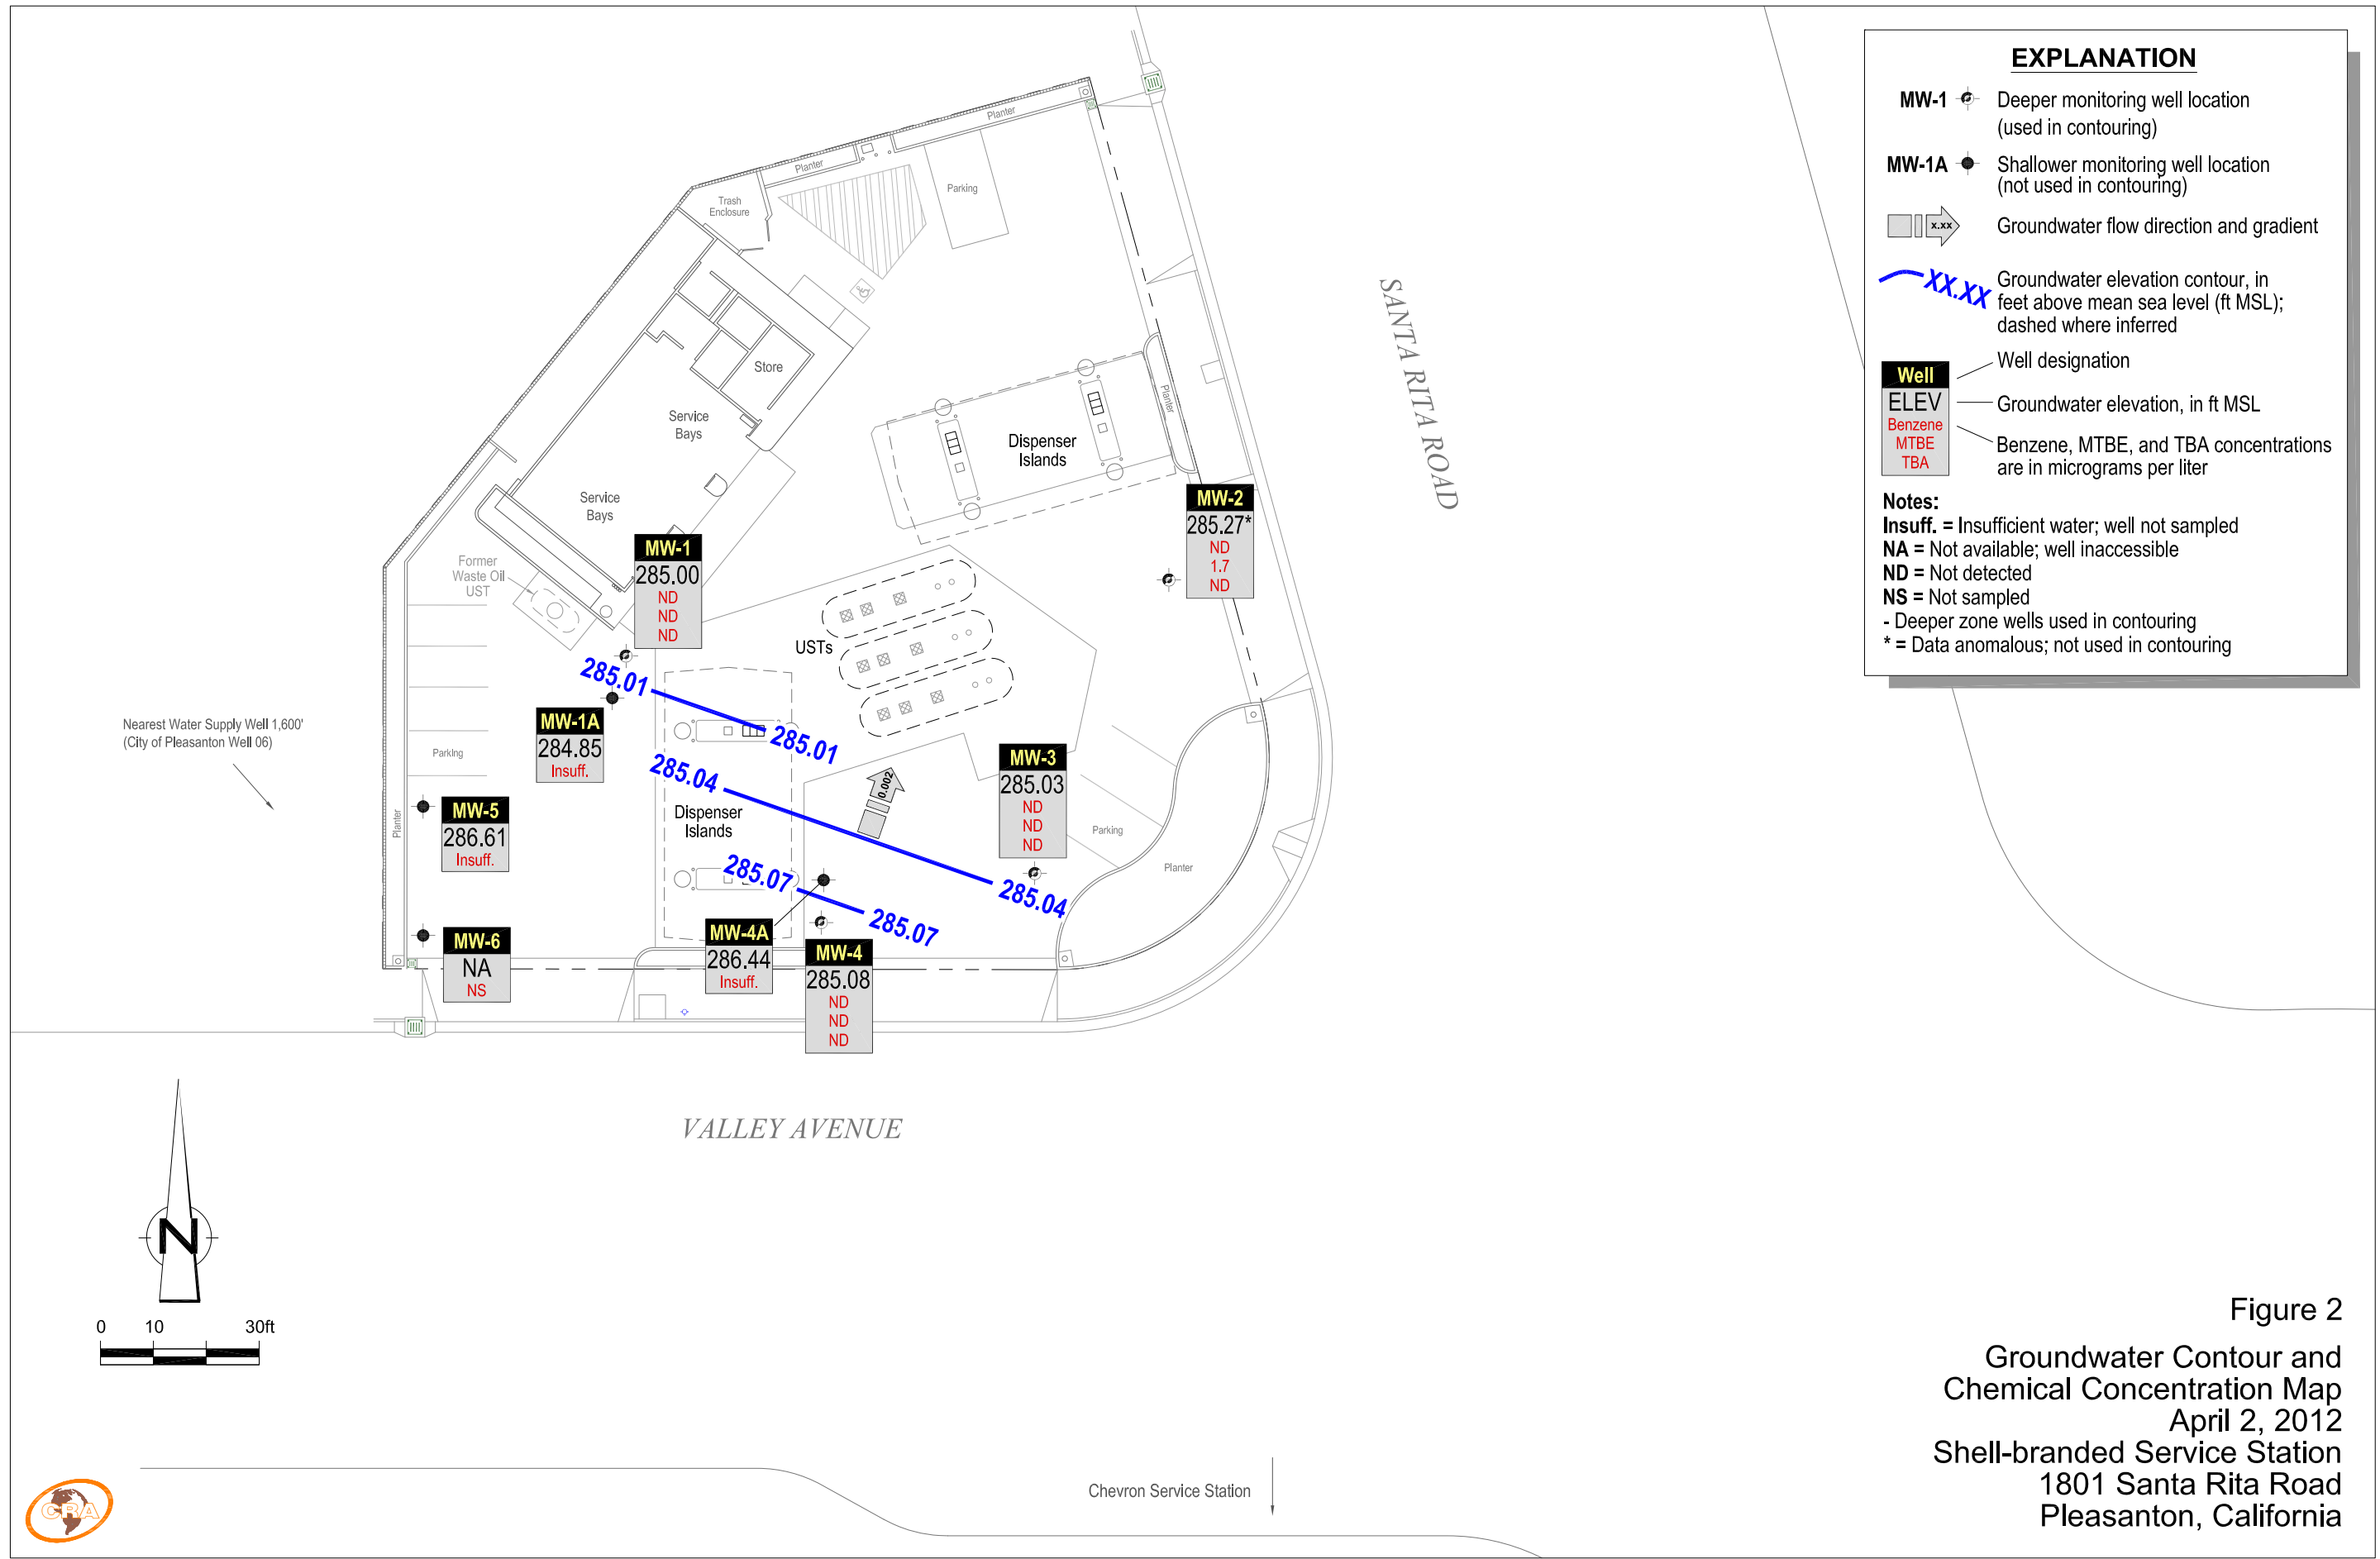 EXPLANATION
MW-1
Deeper monitoring well location
(used in contouring)
MW-1A
Shallower monitoring well location
(not used in contouring)
x.xx
Groundwater flow direction and gradient
XX.XX
Groundwater elevation contour, in
feet above mean sea level (ft MSL);
dashed where inferred
Well
ELEV
Benzene
MTBE
TBA
Well designation
Groundwater elevation, in ft MSL
Benzene, MTBE, and TBA concentrations
are in micrograms per liter
Notes:
Insuff. = Insufficient water; well not sampled
NA = Not available; well inaccessible
ND = Not detected
NS = Not sampled
- Deeper zone wells used in contouring
* = Data anomalous; not used in contouring
Planter
Planter
Parking
Trash
Enclosure
Store
Service
Bays
Service
Bays
Dispenser
Islands
Planter
SANTA RITA ROAD
MW-2
285.27*
ND
1.7
ND
Former
Waste Oil
UST
MW-1
285.00
ND
ND
ND
USTs
285.01
285.01
MW-1A
284.85
Insuff.
Nearest Water Supply Well 1,600'
(City of Pleasanton Well 06)
Parking
Planter
285.04
285.04
0.002
MW-3
285.03
ND
ND
ND
Dispenser
Islands
Parking
Planter
MW-5
286.61
Insuff.
285.07
285.07
MW-6
NA
NS
MW-4A
286.44
Insuff.
MW-4
285.08
ND
ND
ND
VALLEY AVENUE
N
0 10 30ft
Chevron Service Station
CRA
Figure 2
Groundwater Contour and
Chemical Concentration Map
April 2, 2012
Shell-branded Service Station
1801 Santa Rita Road
Pleasanton, California